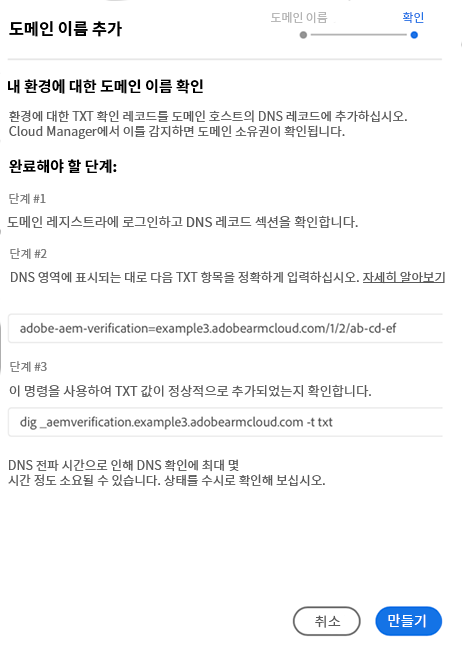 도메인 이름 추가
도메인 이름
확인
내 환경에 대한 도메인 이름 확인
환경에 대한 TXT 확인 레코드를 도메인 호스트의 DNS 레코드에 추가하십시오.
Cloud Manager에서 이를 감지하면 도메인 소유권이 확인됩니다.
완료해야 할 단계:
단계 #1
도메인 레지스트라에 로그인하고 DNS 레코드 섹션을 확인합니다.
단계 #2
DNS 영역에 표시되는 대로 다음 TXT 항목을 정확하게 입력하십시오. 자세히 알아보기
adobe-aem-verification=example3.adobearmcloud.com/1/2/ab-cd-ef
단계 #3
이 명령을 사용하여 TXT 값이 정상적으로 추가되었는지 확인합니다.
dig _aemverification.example3.adobearmcloud.com -t txt
DNS 전파 시간으로 인해 DNS 확인에 최대 몇
시간 정도 소요될 수 있습니다. 상태를 수시로 확인해 보십시오.
취소
만들기